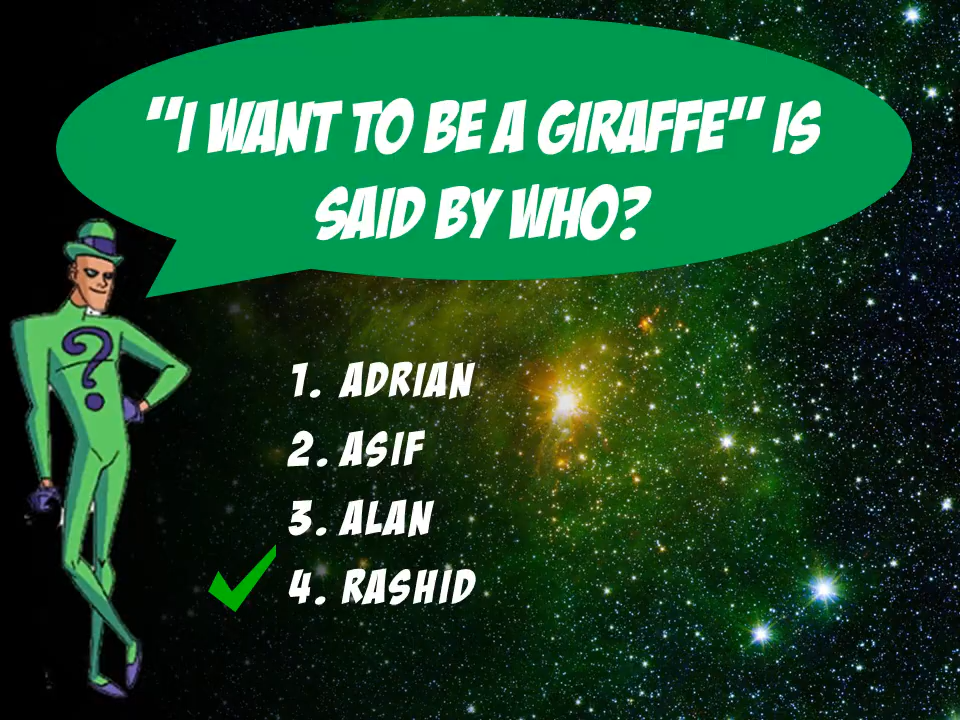 "I WANT TO BE A GIRAFFE" IS
SAID BY WHO?
?
1. ADRIAN
2. ASIF
3. ALAN
4. RASHID